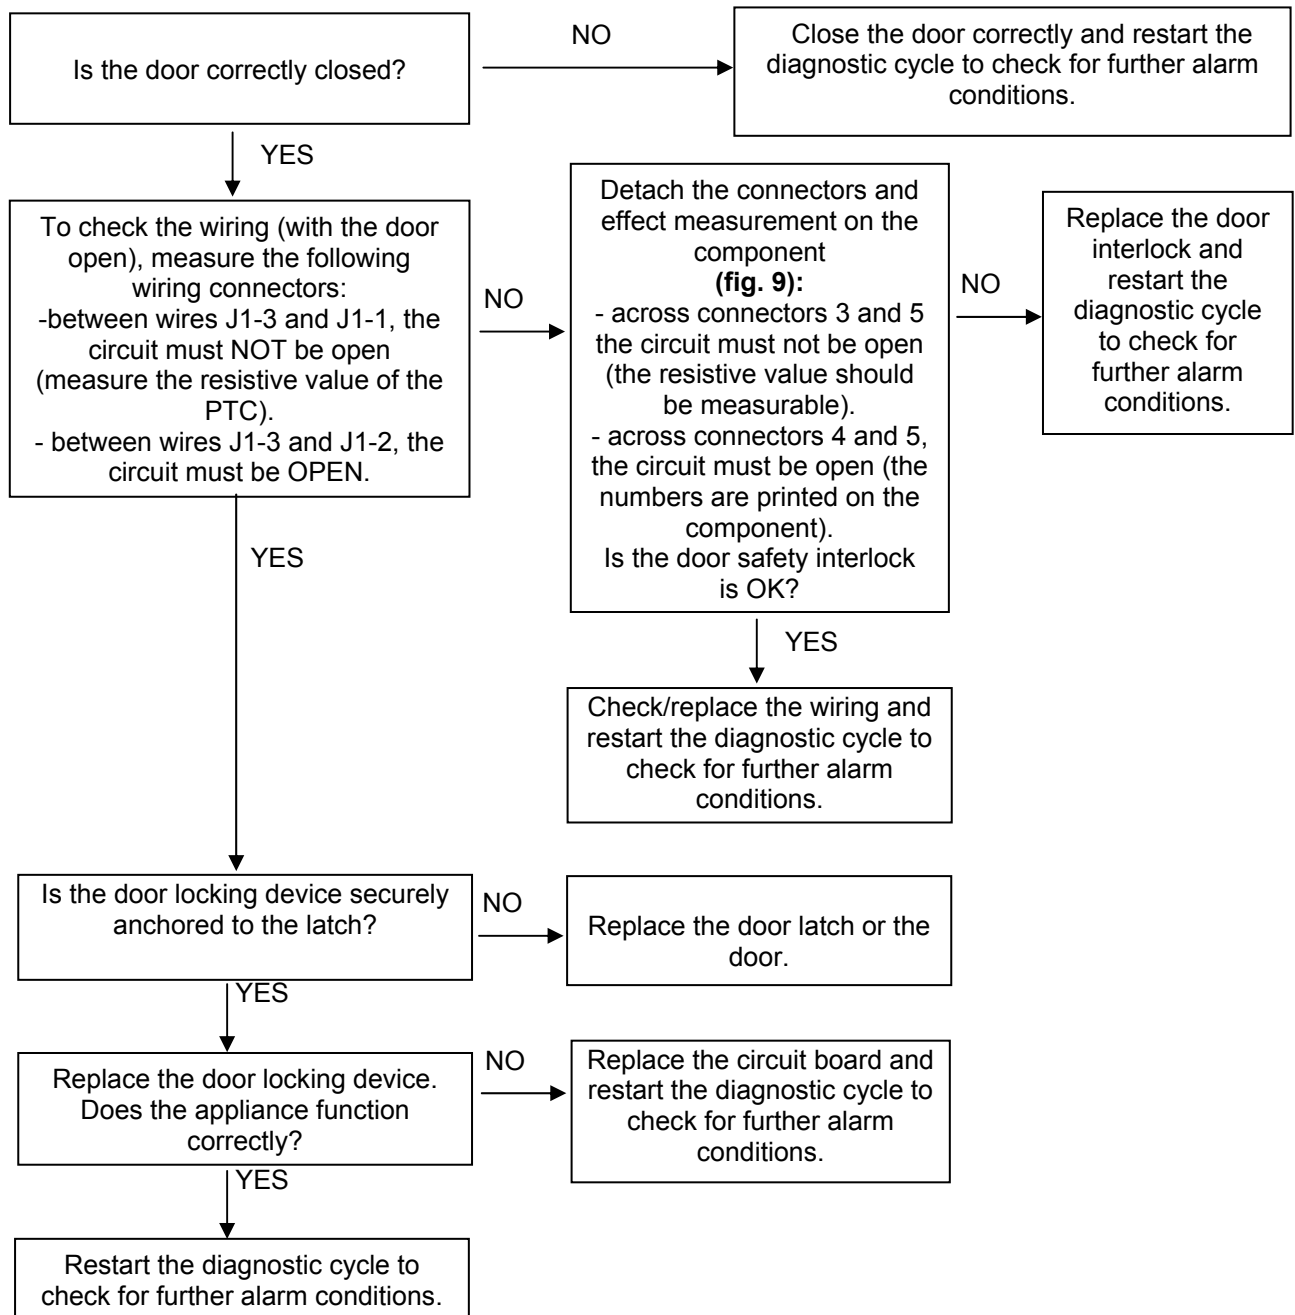 Is the door correctly closed?
NO
Close the door correctly and restart the
diagnostic cycle to check for further alarm
conditions.
YES
To check the wiring (with the door
open), measure the following
wiring connectors:
-between wires J1-3 and J1-1, the
circuit must NOT be open
(measure the resistive value of the
PTC).
- between wires J1-3 and J1-2, the
circuit must be OPEN.
NO
Detach the connectors and
effect measurement on the
component
(fig. 9):
- across connectors 3 and 5
the circuit must not be open
(the resistive value should
be measurable).
- across connectors 4 and 5,
the circuit must be open (the
numbers are printed on the
component).
Is the door safety interlock
is OK?
NO
Replace the door
interlock and
restart the
diagnostic cycle
to check for
further alarm
conditions.
YES
YES
Check/replace the wiring and
restart the diagnostic cycle to
check for further alarm
conditions.
Is the door locking device securely
anchored to the latch?
NO
Replace the door latch or the
door.
YES
Replace the door locking device.
Does the appliance function
correctly?
NO
Replace the circuit board and
restart the diagnostic cycle to
check for further alarm
conditions.
YES
Restart the diagnostic cycle to
check for further alarm conditions.